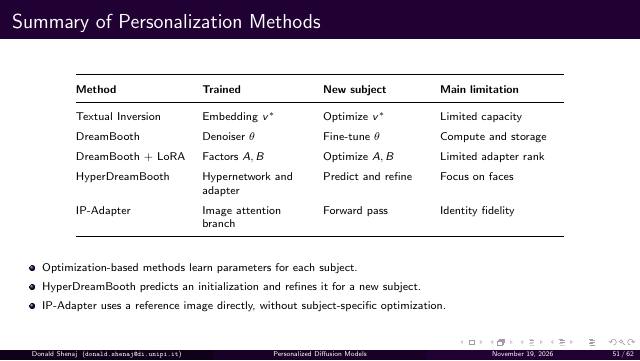 Summary of Personalization Methods
Method Trained New subject Main limitation
Textual Inversion Embedding v* Optimize v* Limited capacity
DreamBooth Denoiser θ Fine-tune θ Compute and storage
DreamBooth + LoRA Factors A, B Optimize A, B Limited adapter rank
HyperDreamBooth Hypernetwork and Predict and refine Focus on faces
adapter
IP-Adapter Image attention Forward pass Identity fidelity
branch
Optimization-based methods learn parameters for each subject.
HyperDreamBooth predicts an initialization and refines it for a new subject.
IP-Adapter uses a reference image directly, without subject-specific optimization.
Donald Shenaj (donald.shenaj@di.unipi.it) Personalized Diffusion Models November 19, 2026 51 / 62